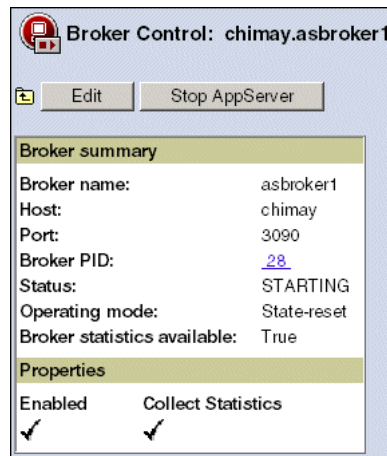 Broker Control: chimay.asbroker1
Edit Stop AppServer
Broker summary
Broker name: asbroker1
Host: chimay
Port: 3090
Broker PID: 28
Status: STARTING
Operating mode: State-reset
Broker statistics available: True
Properties
Enabled Collect Statistics